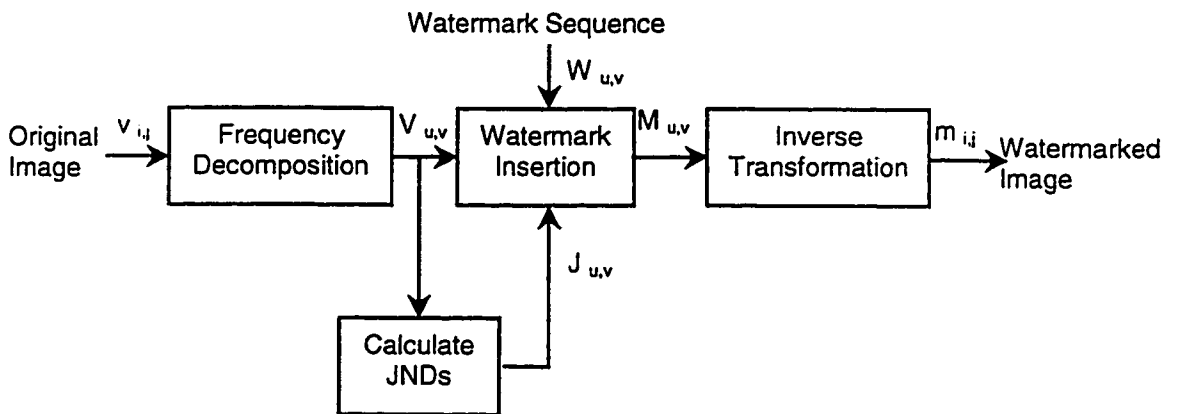 Watermark Sequence
W u,v
Original
Image
v i,j
Frequency
Decomposition
V u,v
Watermark
Insertion
M u,v
Inverse
Transformation
m i,j
Watermarked
Image
J u,v
Calculate
JNDs